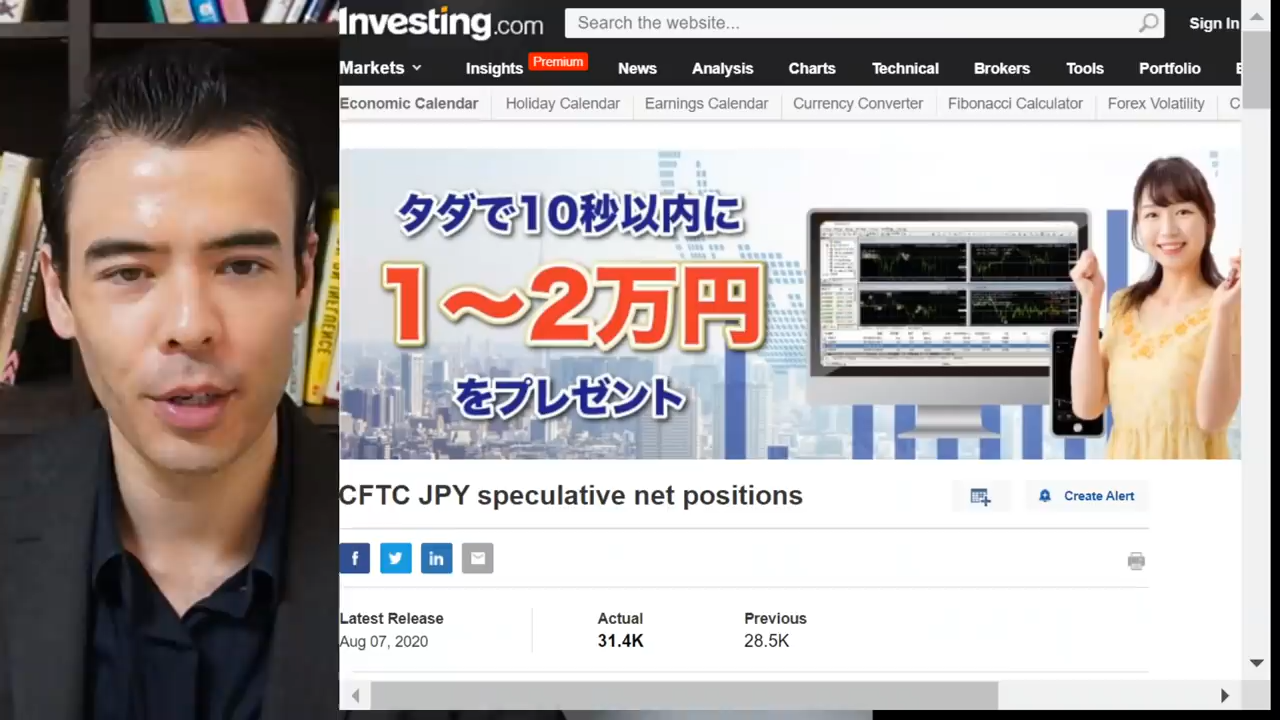 Investing.com
Search the website...
Sign In
Markets
Insights
Premium
News
Analysis
Charts
Technical
Brokers
Tools
Portfolio
Economic Calendar
Holiday Calendar
Earnings Calendar
Currency Converter
Fibonacci Calculator
Forex Volatility
タダで10秒以内に
1～2万円
をプレゼント
CFTC JPY speculative net positions
Create Alert
Latest Release
Actual
Previous
Aug 07, 2020
31.4K
28.5K